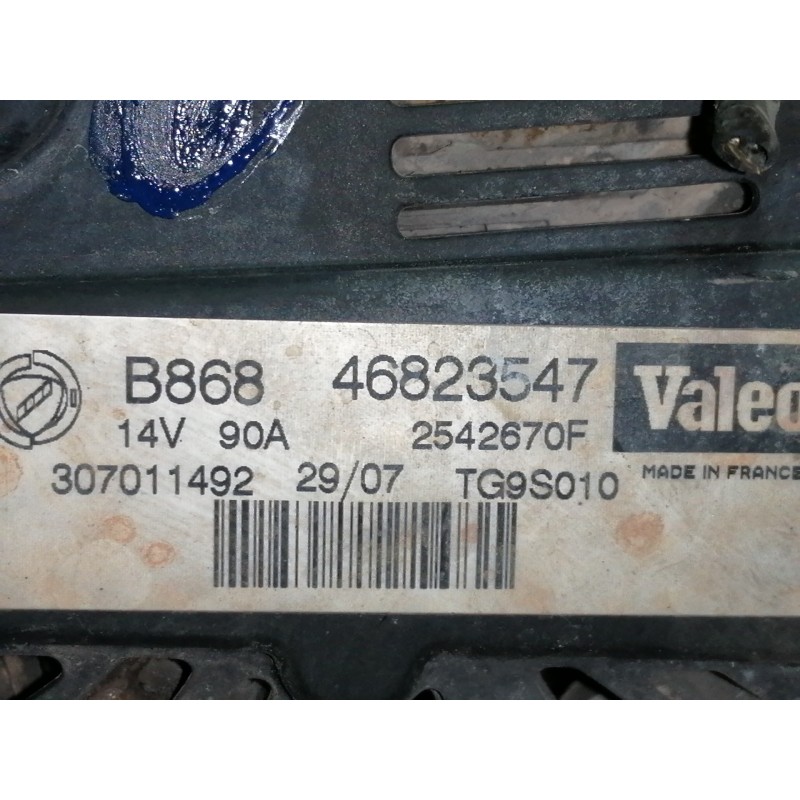 B868 46823547 Valeo
14V 90A 2542670F
307011492 29/07 TG9S010 MADE IN FRANCE